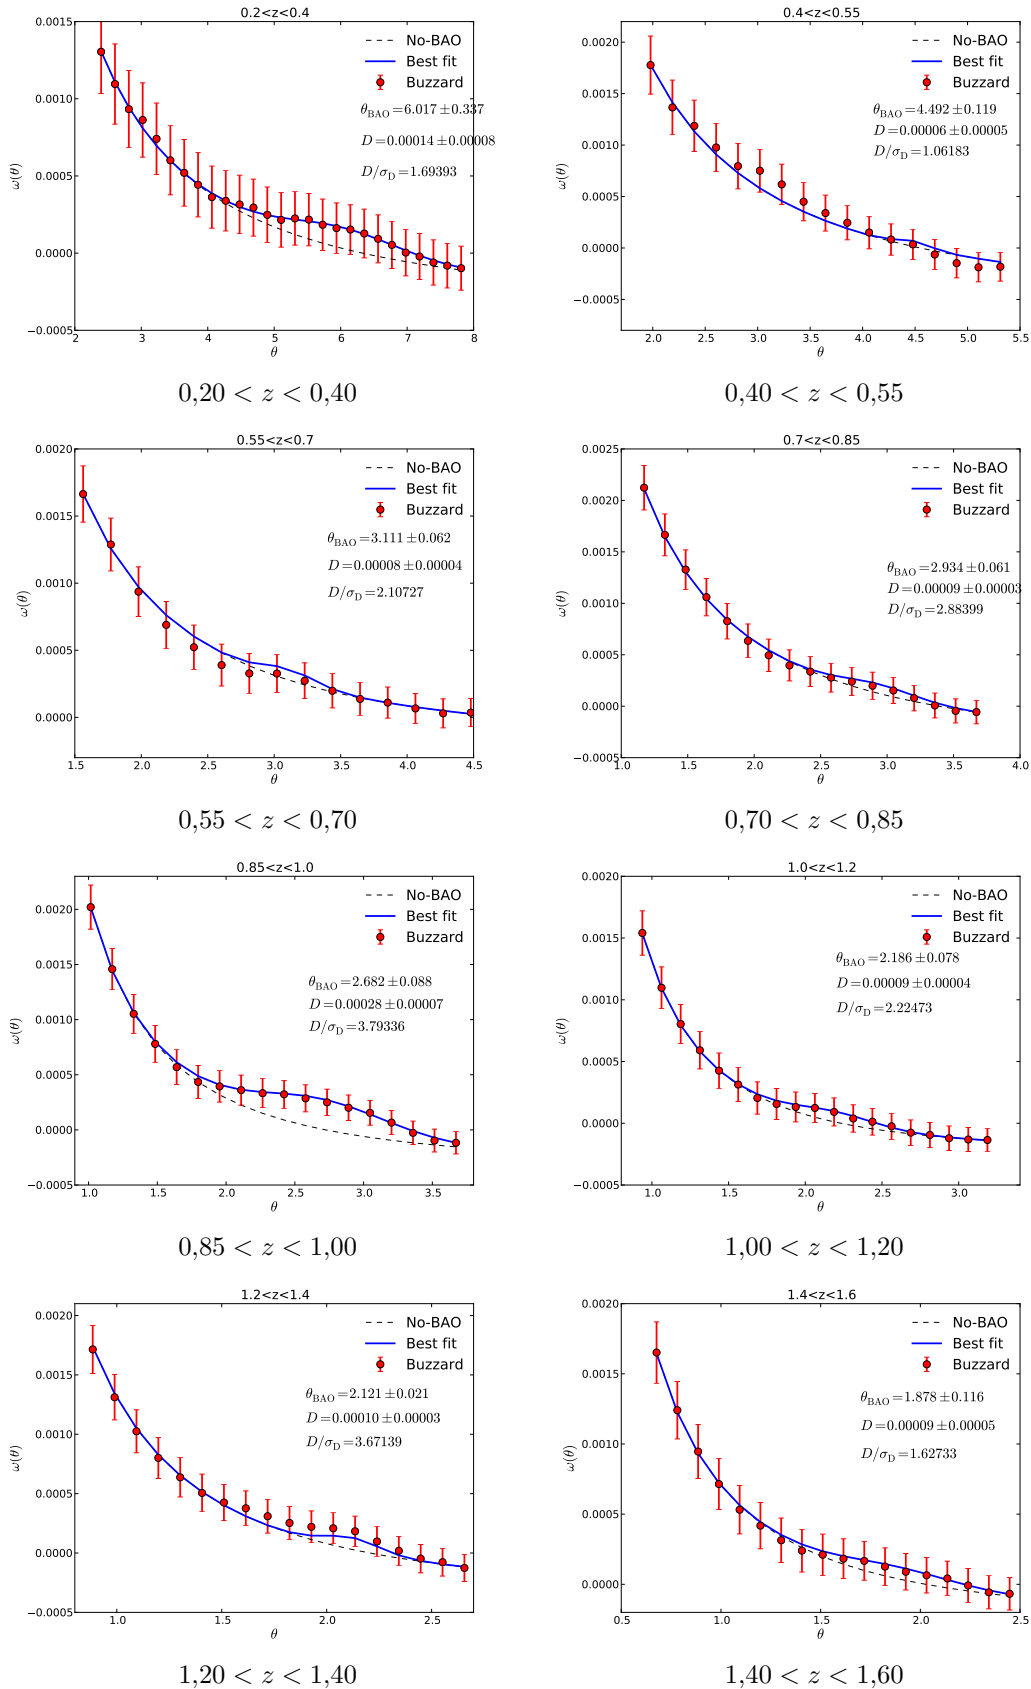 0.2<z<0.4
No-BAO
Best fit
Buzzard
θ_BAO=6.017±0.337
D=0.00014±0.00008
D/σ_D=1.69393
0.0015
0.0010
0.0005
0.0000
−0.0005
ω(θ)
2 3 4 5 6 7 8
θ
0,20 < z < 0,40
0.4<z<0.55
No-BAO
Best fit
Buzzard
θ_BAO=4.492±0.119
D=0.00006±0.00005
D/σ_D=1.06183
0.0020
0.0015
0.0010
0.0005
0.0000
−0.0005
ω(θ)
2.0 2.5 3.0 3.5 4.0 4.5 5.0 5.5
θ
0,40 < z < 0,55
0.55<z<0.7
No-BAO
Best fit
Buzzard
θ_BAO=3.111±0.062
D=0.00008±0.00004
D/σ_D=2.10727
0.0020
0.0015
0.0010
0.0005
0.0000
ω(θ)
1.5 2.0 2.5 3.0 3.5 4.0 4.5
θ
0,55 < z < 0,70
0.7<z<0.85
No-BAO
Best fit
Buzzard
θ_BAO=2.934±0.061
D=0.00009±0.00003
D/σ_D=2.88399
0.0025
0.0020
0.0015
0.0010
0.0005
0.0000
−0.0005
ω(θ)
1.0 1.5 2.0 2.5 3.0 3.5 4.0
θ
0,70 < z < 0,85
0.85<z<1.0
No-BAO
Best fit
Buzzard
θ_BAO=2.682±0.088
D=0.00028±0.00007
D/σ_D=3.79336
0.0020
0.0015
0.0010
0.0005
0.0000
−0.0005
ω(θ)
1.0 1.5 2.0 2.5 3.0 3.5
θ
0,85 < z < 1,00
1.0<z<1.2
No-BAO
Best fit
Buzzard
θ_BAO=2.186±0.078
D=0.00009±0.00004
D/σ_D=2.22473
0.0020
0.0015
0.0010
0.0005
0.0000
−0.0005
ω(θ)
1.0 1.5 2.0 2.5 3.0
θ
1,00 < z < 1,20
1.2<z<1.4
No-BAO
Best fit
Buzzard
θ_BAO=2.121±0.021
D=0.00010±0.00003
D/σ_D=3.67139
0.0020
0.0015
0.0010
0.0005
0.0000
−0.0005
ω(θ)
1.0 1.5 2.0 2.5
θ
1,20 < z < 1,40
1.4<z<1.6
No-BAO
Best fit
Buzzard
θ_BAO=1.878±0.116
D=0.00009±0.00005
D/σ_D=1.62733
0.0020
0.0015
0.0010
0.0005
0.0000
ω(θ)
0.5 1.0 1.5 2.0 2.5
θ
1,40 < z < 1,60